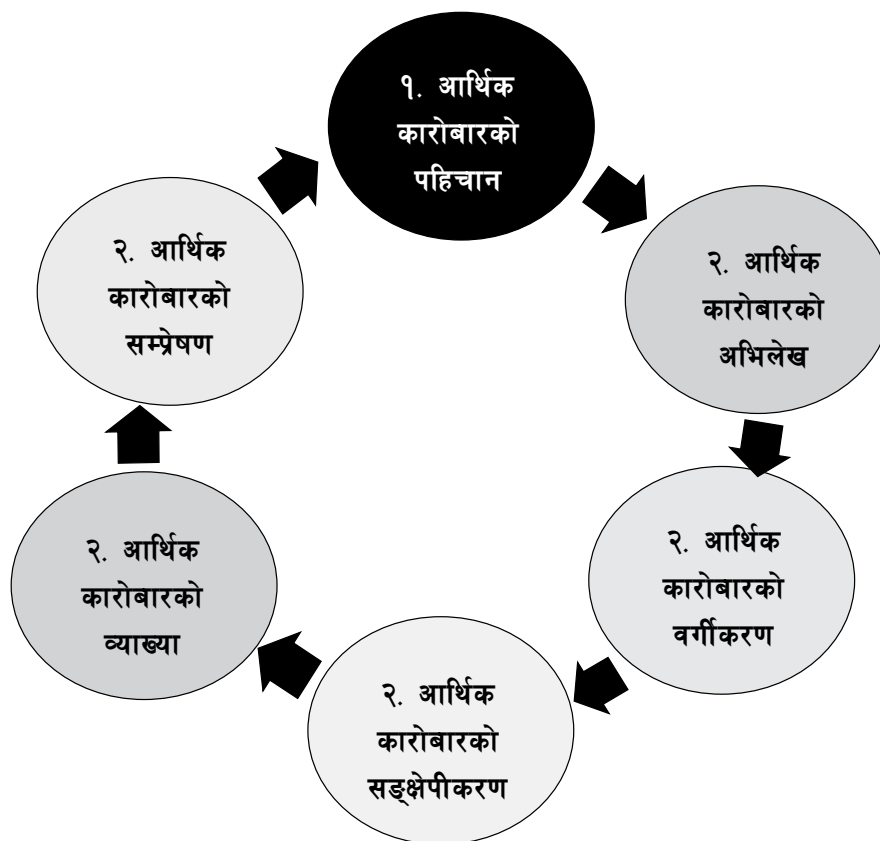 १. आर्थिक
कारोबारको
पहिचान
२. आर्थिक
कारोबारको
अभिलेख
२. आर्थिक
कारोबारको
वर्गीकरण
२. आर्थिक
कारोबारको
सङ्क्षेपीकरण
२. आर्थिक
कारोबारको
व्याख्या
२. आर्थिक
कारोबारको
सम्प्रेषण